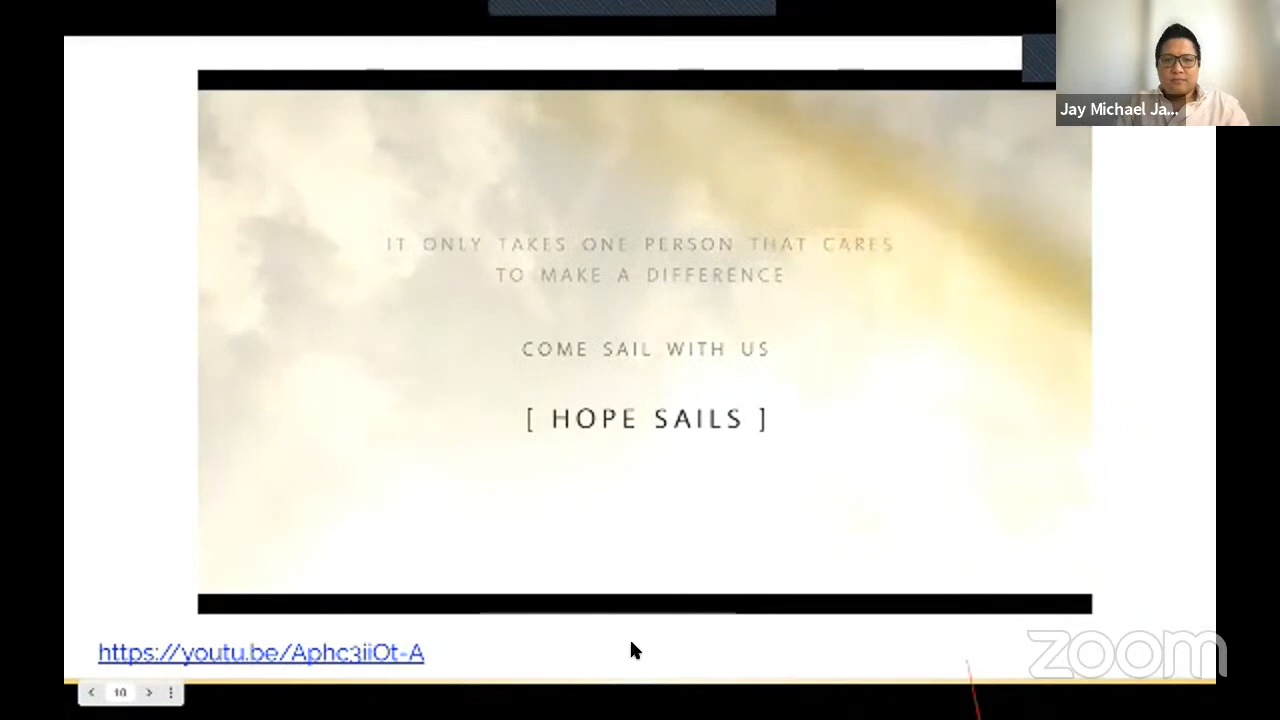 Jay Michael Ja...
IT ONLY TAKES ONE PERSON THAT CARES
TO MAKE A DIFFERENCE
COME SAIL WITH US
[ HOPE SAILS ]
https://youtu.be/Aphc3iiOt-A
zoom
10